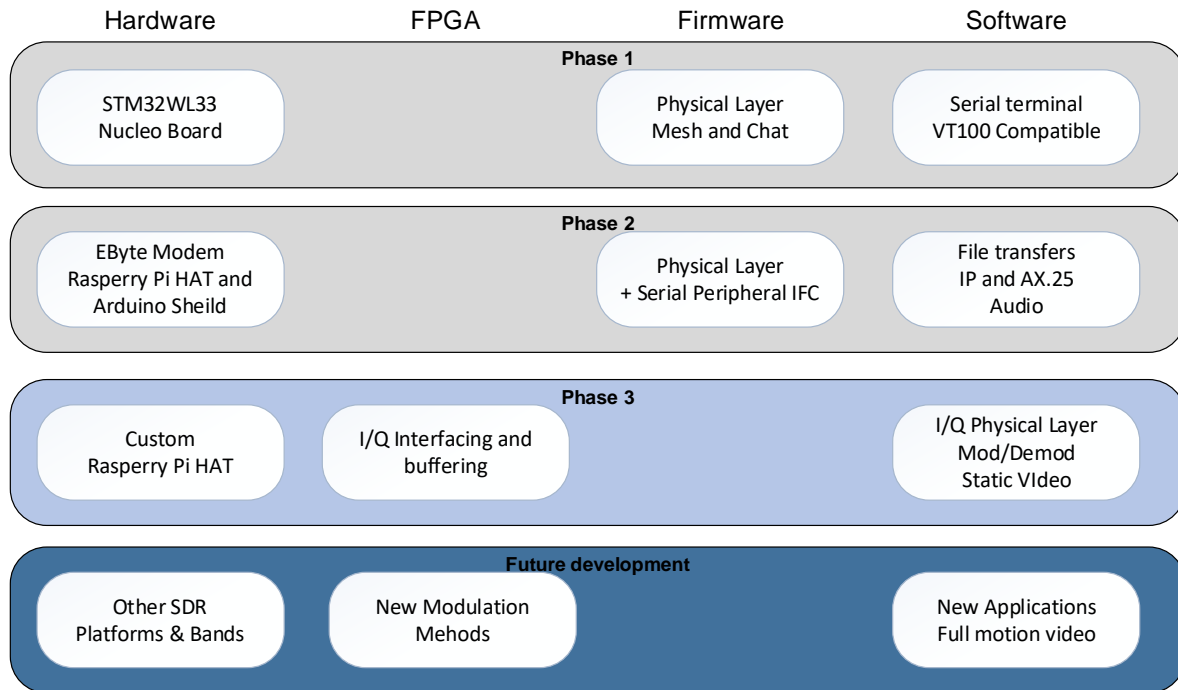 Hardware
FPGA
Firmware
Software
Phase 1
STM32WL33
Nucleo Board
Physical Layer
Mesh and Chat
Serial terminal
VT100 Compatible
Phase 2
EByte Modem
Rasperry Pi HAT and
Arduino Sheild
Physical Layer
+ Serial Peripheral IFC
File transfers
IP and AX.25
Audio
Phase 3
Custom
Rasperry Pi HAT
I/Q Interfacing and
buffering
I/Q Physical Layer
Mod/Demod
Static VIdeo
Future development
Other SDR
Platforms & Bands
New Modulation
Mehods
New Applications
Full motion video